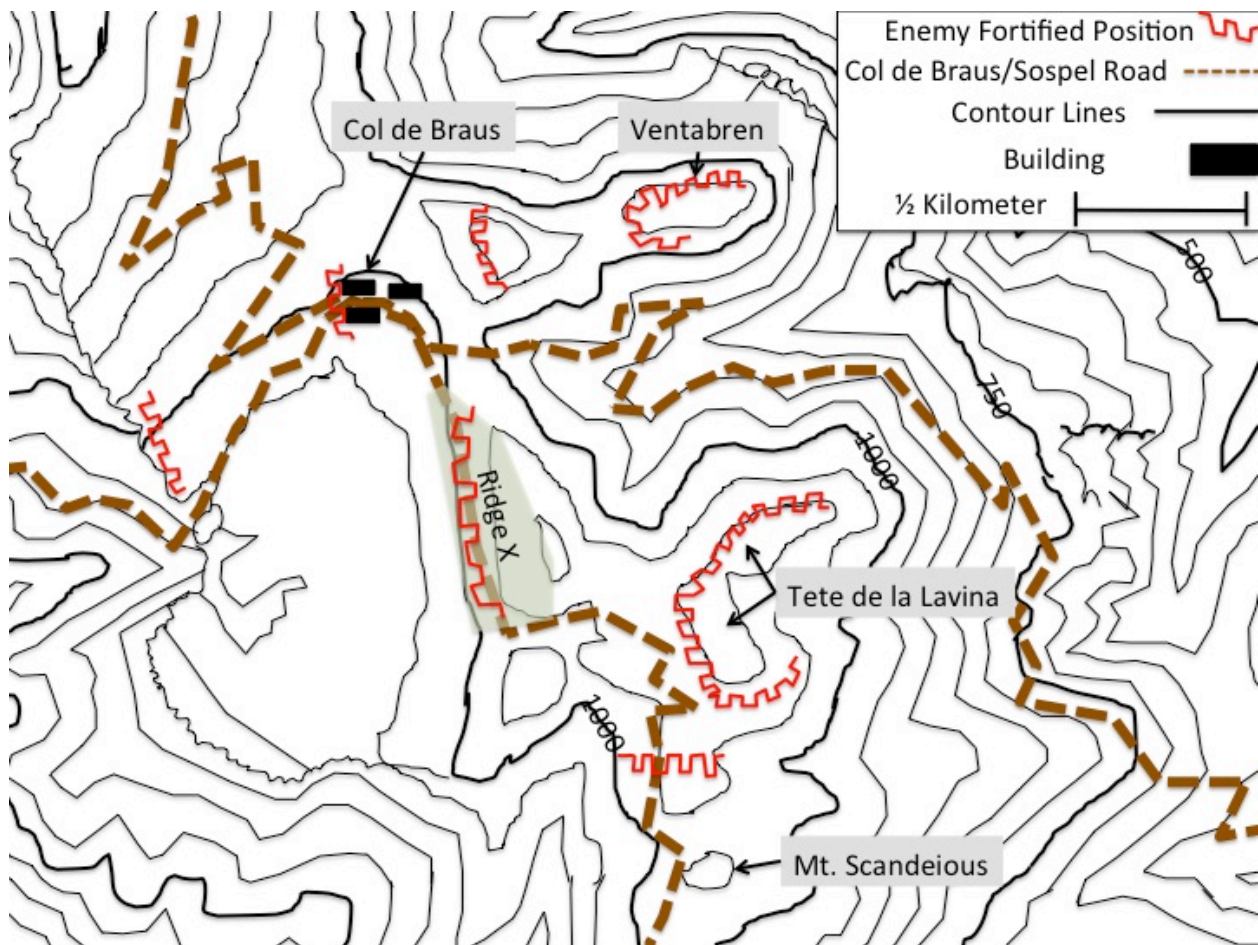 Enemy Fortified Position
Col de Braus/Sospel Road
Contour Lines
Building
½ Kilometer
Col de Braus
Ventabren
500
750
1000
Ridge X
Tete de la Lavina
1000
Mt. Scandeious